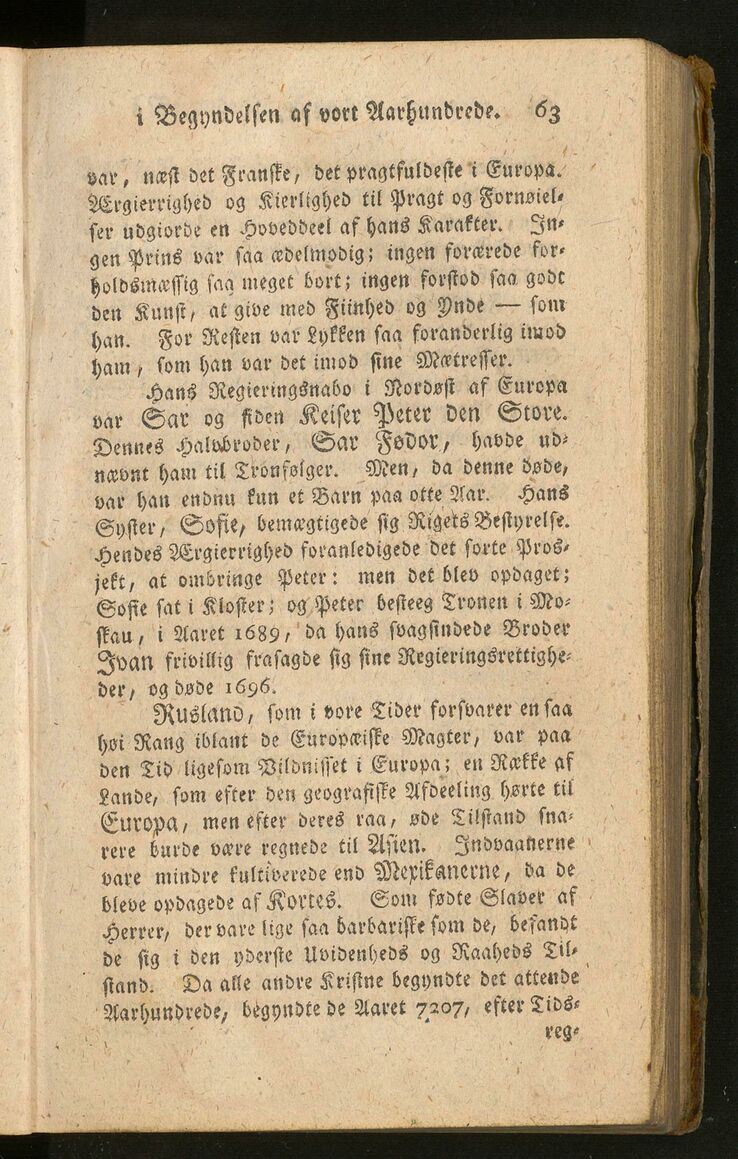 i Begyndelsen af vort Aarhundrede. 63
var, næst det Franske, det pragtfuldeste i Europa.
Ærgierrighed og Kierlighed til Pragt og Fornøiel-
ser udgiorde en Hoveddeel af hans Karakter. In-
gen Prins var saa ædelmodig; ingen forærede for-
holdsmæssig saa meget bort; ingen forstod saa godt
den Kunst, at give med Fiinhed og Ynde — som
han. For Resten var Lykken saa foranderlig imod
ham, som han var det imod sine Mætresser.
Hans Regieringsnabo i Nordøst af Europa
var Sar og siden Keiser Peter den Store.
Dennes Halvbroder, Sar Fødor, havde ud-
nævnt ham til Tronfølger. Men, da denne døde,
var han endnu kun et Barn paa otte Aar. Hans
Syster, Sofie, bemægtigede sig Rigets Bestyrelse.
Hendes Ærgierrighed foranledigede det sorte Pros-
jekt, at ombringe Peter: men det blev opdaget;
Sofie sat i Kloster; og Peter besteeg Tronen i Mo-
skau, i Aaret 1689, da hans svagsindede Broder
Ivan frivillig frasagde sig sine Regieringsrettighe-
der, og døde 1696.
Rusland, som i vore Tider forsvarer en saa
høi Rang iblant de Europæiske Magter, var paa
den Tid ligesom Vildnisset i Europa; en Række af
Lande, som efter den geografiske Afdeeling hørte til
Europa, men efter deres raa, øde Tilstand sna-
rere burde være regnede til Asien. Indvaanerne
vare mindre kultiverede end Mexikanerne, da de
bleve opdagede af Kortes. Som fødte Slaver af
Herrer, der vare lige saa barbariske som de, befandt
de sig i den yderste Uvidenheds og Raaheds Til-
stand. Da alle andre Kristne begyndte det attende
Aarhundrede, begyndte de Aaret 7207, efter Tids-
reg-